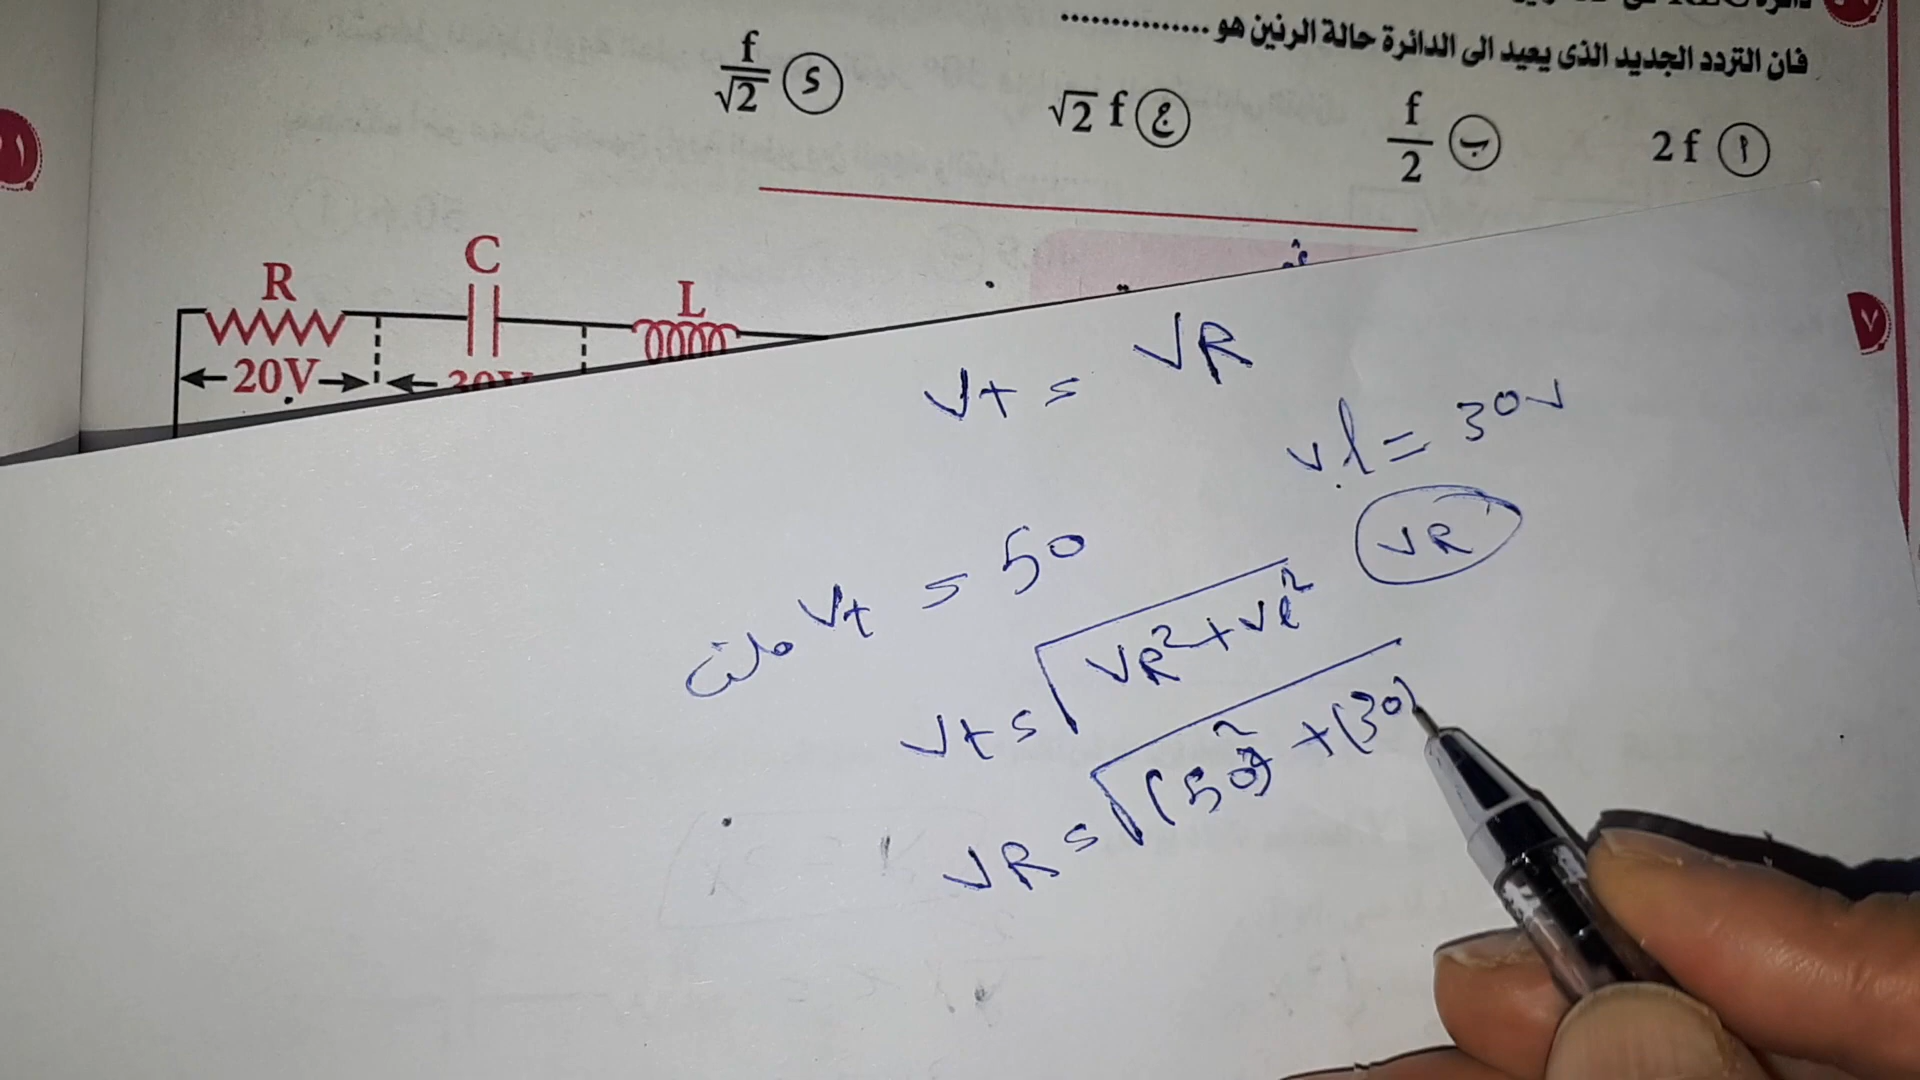 فان التردد الجديد الذى يعيد الى الدائرة حالة الرنين هو ................
أ 2 f
ب f/2
ج √2 f
د f/√2
R
C
L
20V
30V
Vt = VR
Vl = 30V
VR
Vt = 50
Vt = √VR² + Vl²
VR = √(50)² + (30)